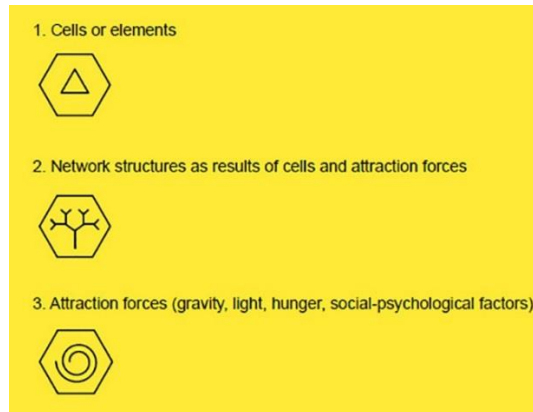 1. Cells or elements
2. Network structures as results of cells and attraction forces
3. Attraction forces (gravity, light, hunger, social-psychological factors)